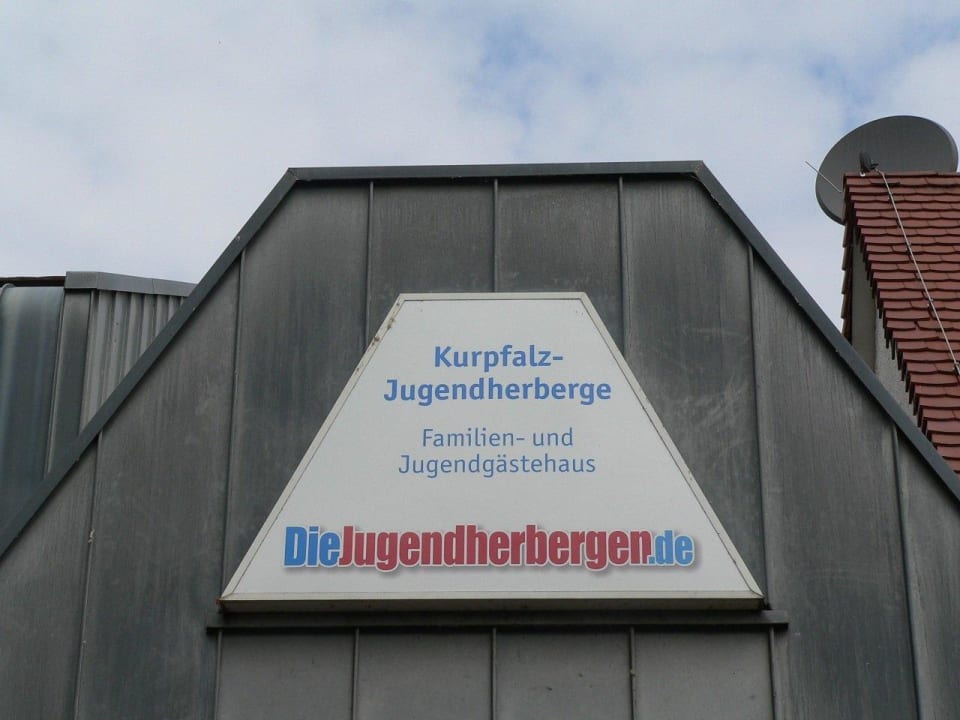 Kurpfalz-
Jugendherberge
Familien- und
Jugendgästehaus
DieJugendherbergen.de